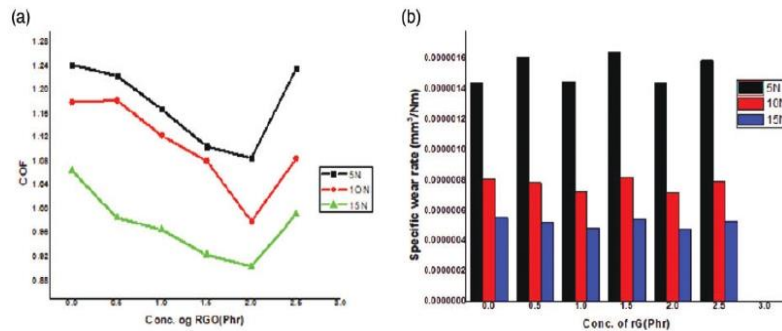 (a)
1.28
1.24
1.20
1.16
1.12
1.08
1.04
1.00
0.96
0.92
0.88
COF
0.0 0.5 1.0 1.5 2.0 2.5 3.0
Conc. og RGO(Phr)
5N
10N
15N
(b)
0.0000016
0.0000014
0.0000012
0.0000010
0.0000008
0.0000006
0.0000004
0.0000002
0.0000000
Specific wear rate (mm³/Nm)
0.0 0.5 1.0 1.5 2.0 2.5 3.0
Conc. of rG(Phr)
5N
10N
15N